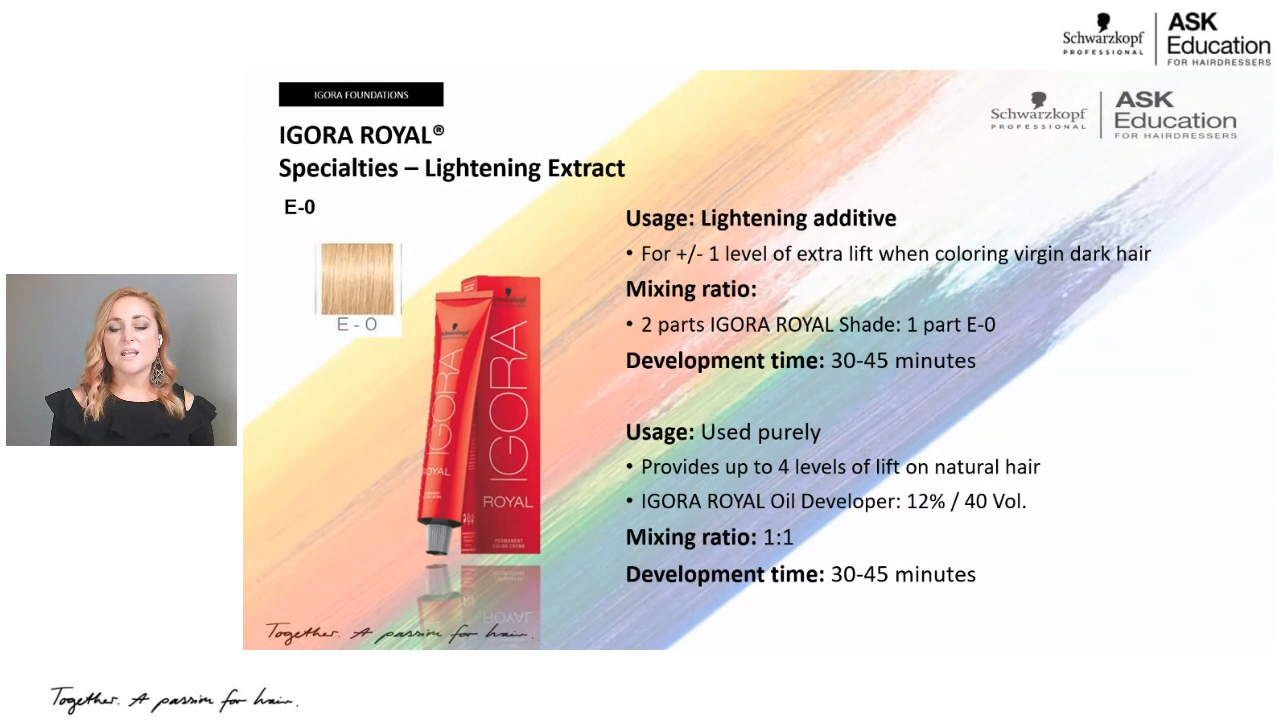 Schwarzkopf
PROFESSIONAL
ASK
Education
FOR HAIRDRESSERS
IGORA FOUNDATIONS
Schwarzkopf
PROFESSIONAL
ASK
Education
FOR HAIRDRESSERS
IGORA ROYAL®
Specialties – Lightening Extract
E-0
E - 0
Usage: Lightening additive
• For +/- 1 level of extra lift when coloring virgin dark hair
Mixing ratio:
• 2 parts IGORA ROYAL Shade: 1 part E-0
Development time: 30-45 minutes
Usage: Used purely
• Provides up to 4 levels of lift on natural hair
• IGORA ROYAL Oil Developer: 12% / 40 Vol.
Mixing ratio: 1:1
Development time: 30-45 minutes
IGORA
ROYAL
IGORA
ROYAL
PERMANENT
COLOR CREME
Together. A passion for hair.
Together. A passion for hair.